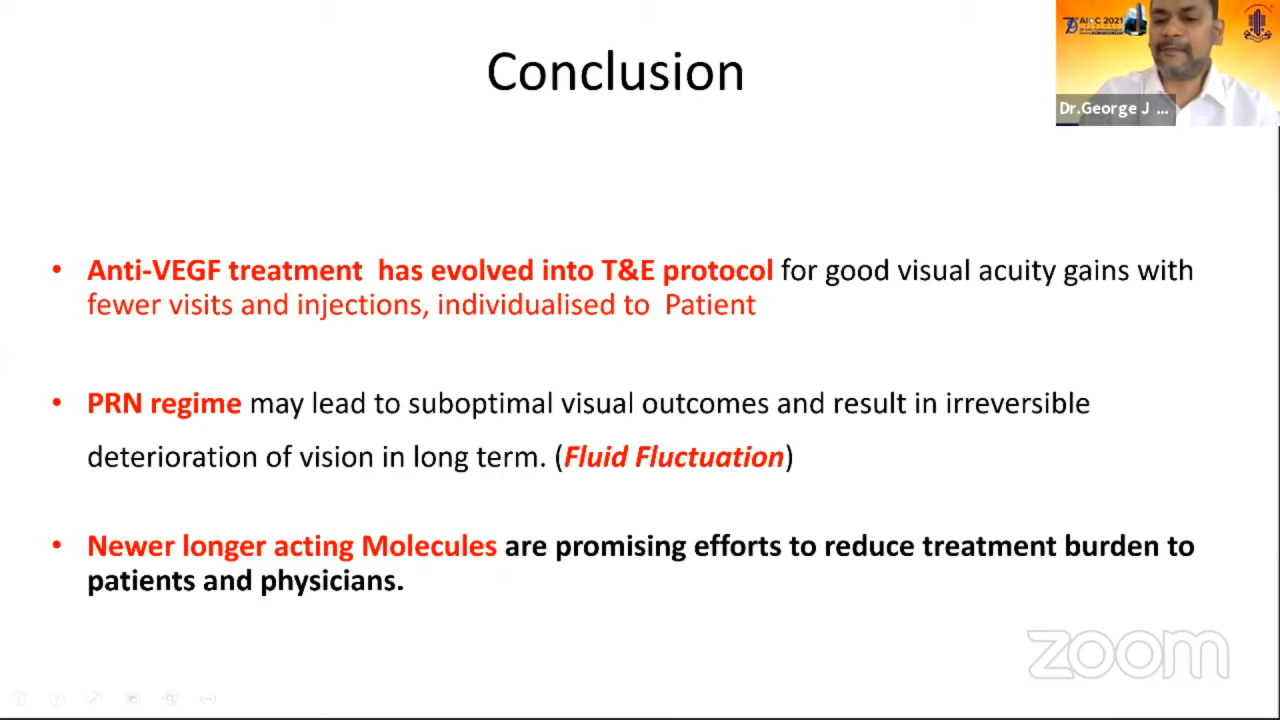 Conclusion
AIOC 2021
Dr.George J ...
• Anti-VEGF treatment has evolved into T&E protocol for good visual acuity gains with
fewer visits and injections, individualised to Patient
• PRN regime may lead to suboptimal visual outcomes and result in irreversible
deterioration of vision in long term. (Fluid Fluctuation)
• Newer longer acting Molecules are promising efforts to reduce treatment burden to
patients and physicians.
zoom